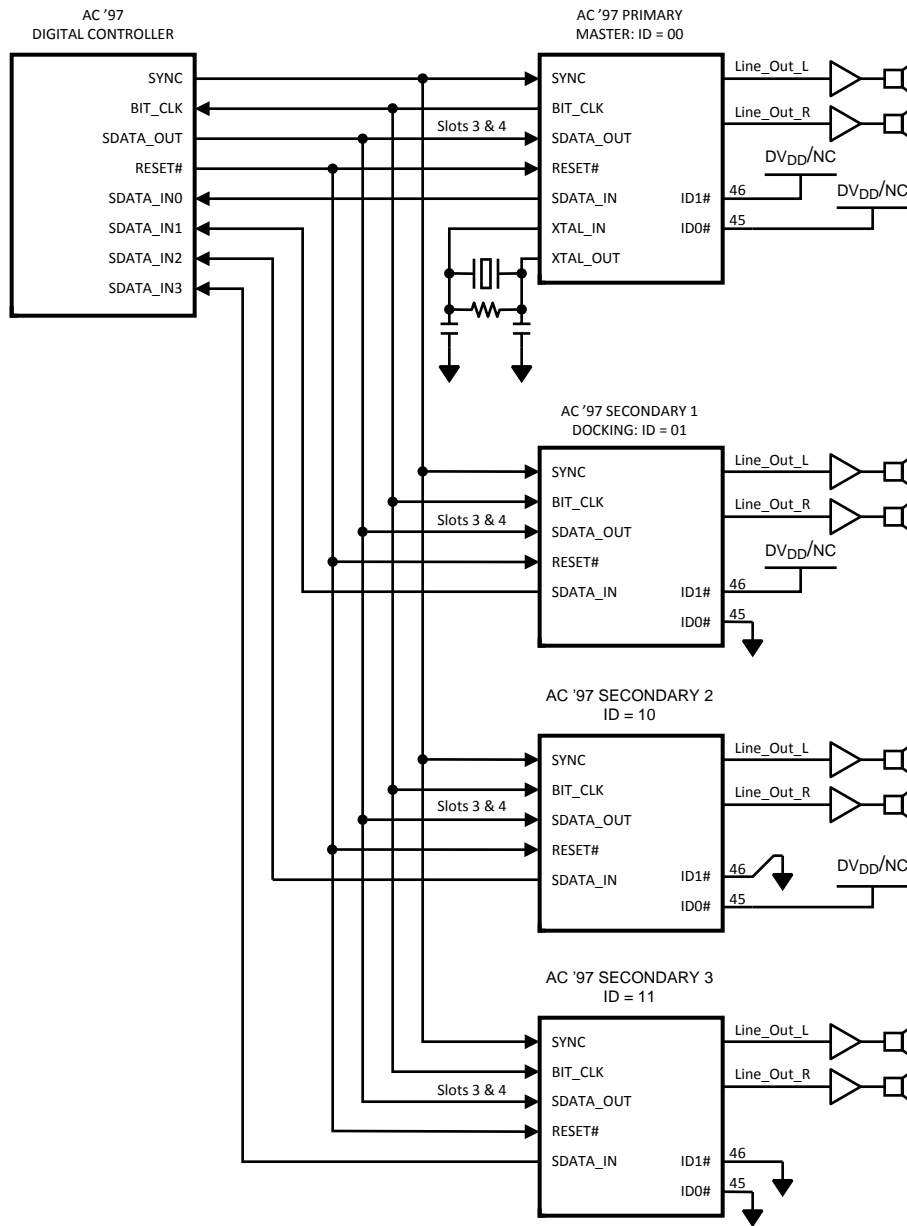 AC ’97
DIGITAL CONTROLLER
SYNC
BIT_CLK
SDATA_OUT
RESET#
SDATA_IN0
SDATA_IN1
SDATA_IN2
SDATA_IN3
AC ’97 PRIMARY
MASTER: ID = 00
Slots 3 & 4
SYNC
BIT_CLK
SDATA_OUT
RESET#
SDATA_IN
XTAL_IN
XTAL_OUT
ID1#
ID0#
46
45
Line_Out_L
Line_Out_R
DVDD/NC
DVDD/NC
AC ’97 SECONDARY 1
DOCKING: ID = 01
Slots 3 & 4
SYNC
BIT_CLK
SDATA_OUT
RESET#
SDATA_IN
ID1#
ID0#
46
45
Line_Out_L
Line_Out_R
DVDD/NC
AC ’97 SECONDARY 2
ID = 10
Slots 3 & 4
SYNC
BIT_CLK
SDATA_OUT
RESET#
SDATA_IN
ID1#
ID0#
46
45
Line_Out_L
Line_Out_R
DVDD/NC
AC ’97 SECONDARY 3
ID = 11
Slots 3 & 4
SYNC
BIT_CLK
SDATA_OUT
RESET#
SDATA_IN
ID1#
ID0#
46
45
Line_Out_L
Line_Out_R